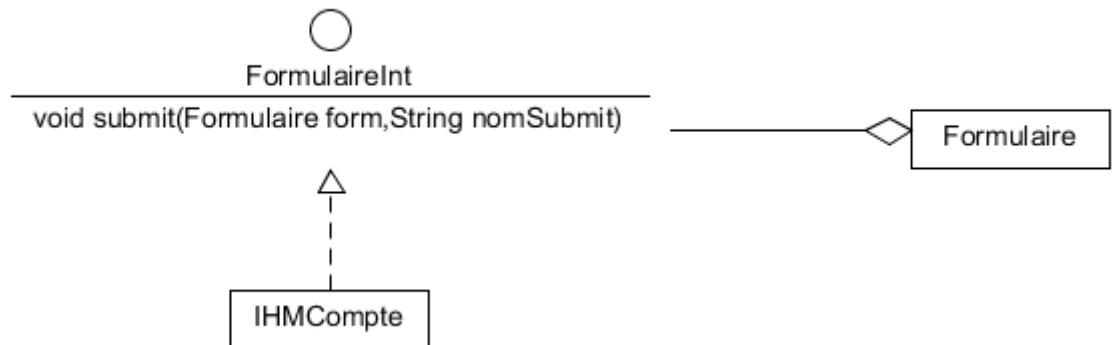 FormulaireInt
void submit(Formulaire form,String nomSubmit)
Formulaire
IHMCompte